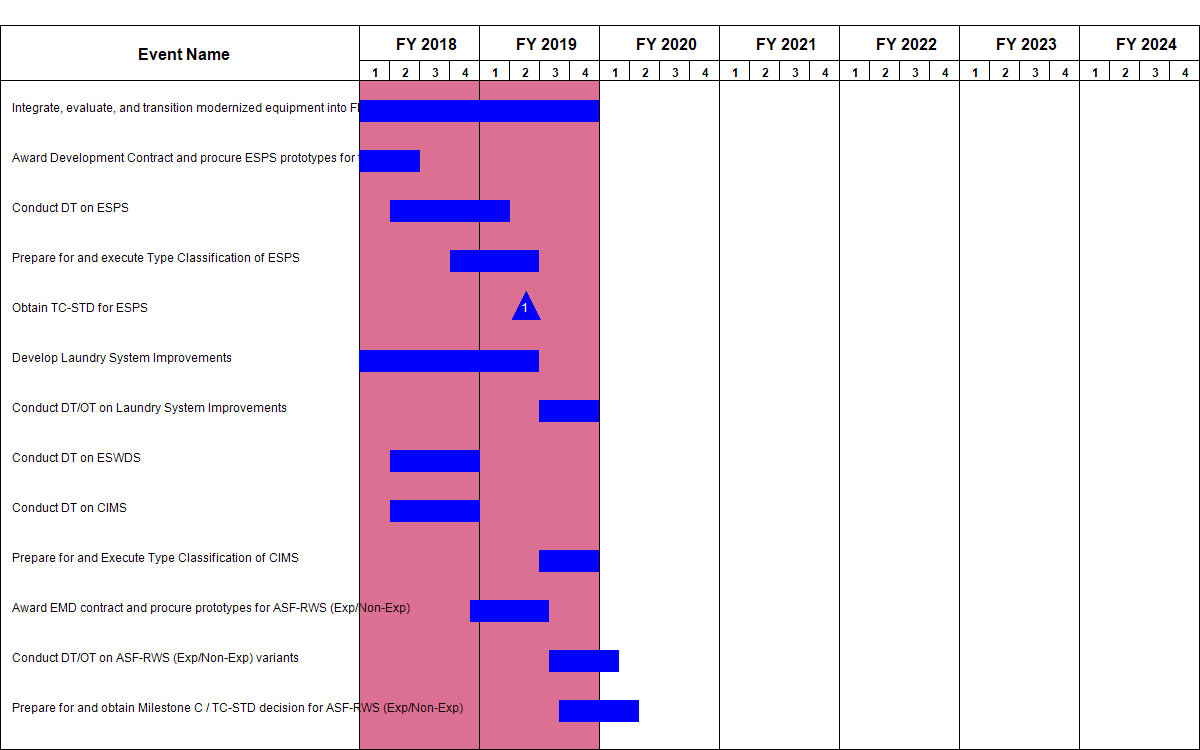 Event Name FY 2018 FY 2019 FY 2020 FY 2021 FY 2022 FY 2023 FY 2024
1 2 3 4 1 2 3 4 1 2 3 4 1 2 3 4 1 2 3 4 1 2 3 4 1 2 3 4
Integrate, evaluate, and transition modernized equipment into
Award Development Contract and procure ESPS prototypes for
Conduct DT on ESPS
Prepare for and execute Type Classification of ESPS
Obtain TC-STD for ESPS 1
Develop Laundry System Improvements
Conduct DT/OT on Laundry System Improvements
Conduct DT on ESWDS
Conduct DT on CIMS
Prepare for and Execute Type Classification of CIMS
Award EMD contract and procure prototypes for ASF-RWS (Exp/Non-Exp)
Conduct DT/OT on ASF-RWS (Exp/Non-Exp) variants
Prepare for and obtain Milestone C / TC-STD decision for ASF-RWS (Exp/Non-Exp)